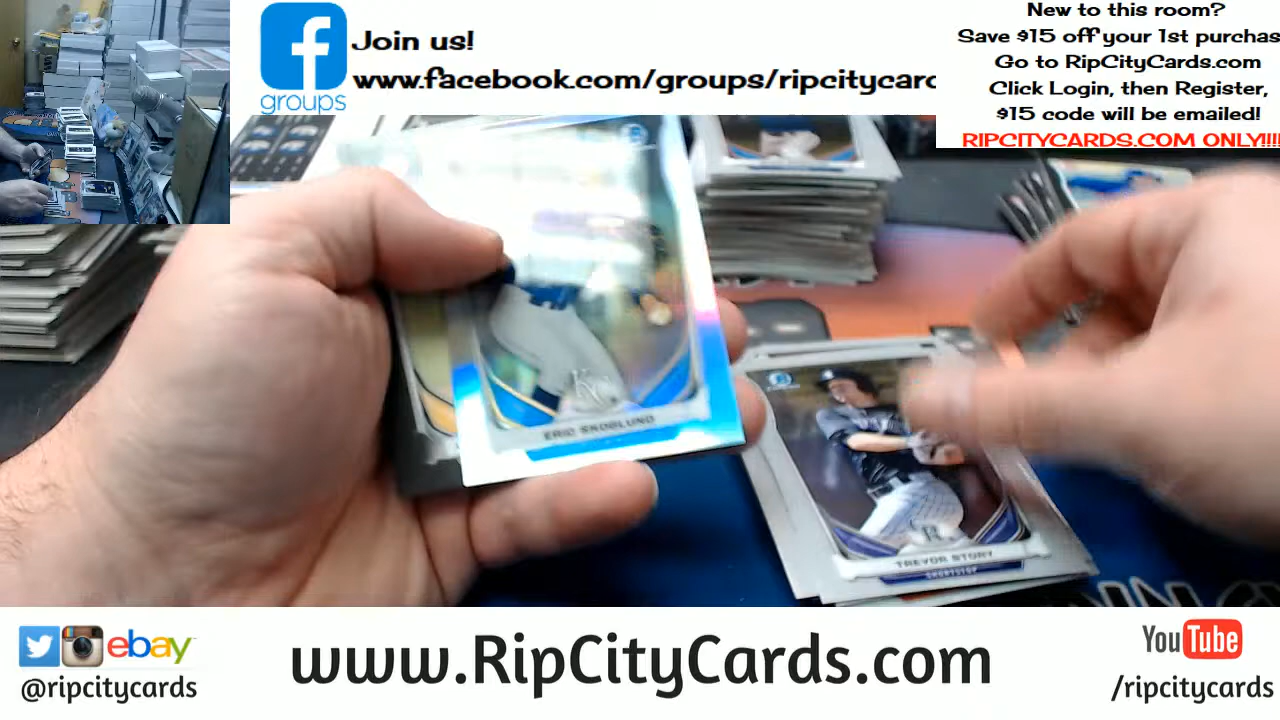 groups
Join us!
www.facebook.com/groups/ripcitycarc
New to this room?
Save $15 off your 1st purchas
Go to RipCityCards.com
Click Login, then Register,
$15 code will be emailed!
RIPCITYCARDS.COM ONLY!!!!
ERIC SKOGLUND
TREVOR STORY
SHORTSTOP
ebay
@ripcitycards
www.RipCityCards.com
YouTube
/ripcitycards